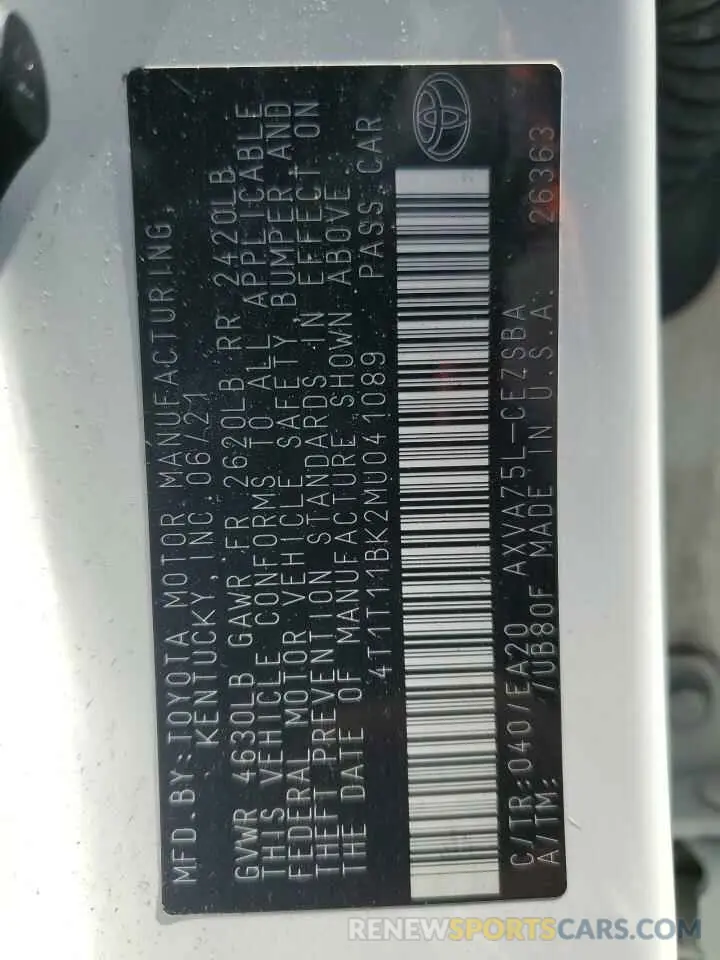 MFD.BY:TOYOTA MOTOR MANUFACTURING,
KENTUCKY, INC.06/21
GVWR 4630LB GAWR FR 2620LB RR 2420LB
THIS VEHICLE CONFORMS TO ALL APPLICABLE
FEDERAL MOTOR VEHICLE SAFETY, BUMPER, AND
THEFT PREVENTION STANDARDS IN EFFECT ON
THE DATE OF MANUFACTURE SHOWN ABOVE.
4T1T11BK2MU041089 PASS CAR
C/TR:040/EA20 AXVA75L-CEZSBA
A/TM: /UB80F MADE IN U.S.A. 26363
RENEWSPORTSCARS.COM